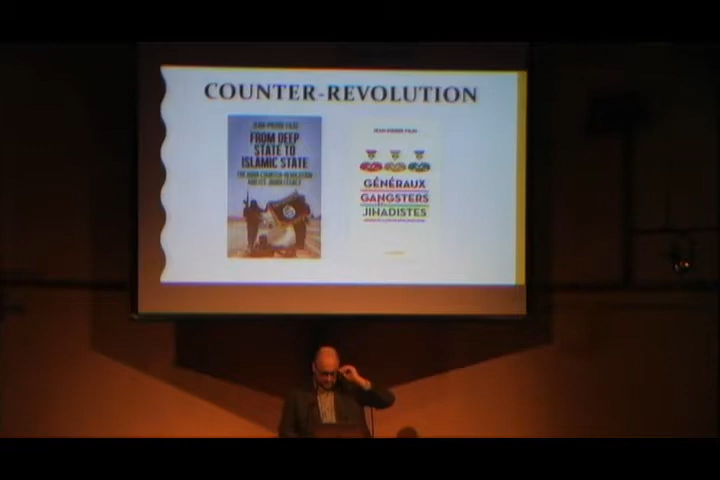 COUNTER-REVOLUTION
JEAN-PIERRE FILIU
FROM DEEP
STATE TO
ISLAMIC STATE
THE ARAB COUNTER-REVOLUTION
AND ITS JIHADI LEGACY
JEAN-PIERRE FILIU
GÉNÉRAUX
GANGSTERS
JIHADISTES